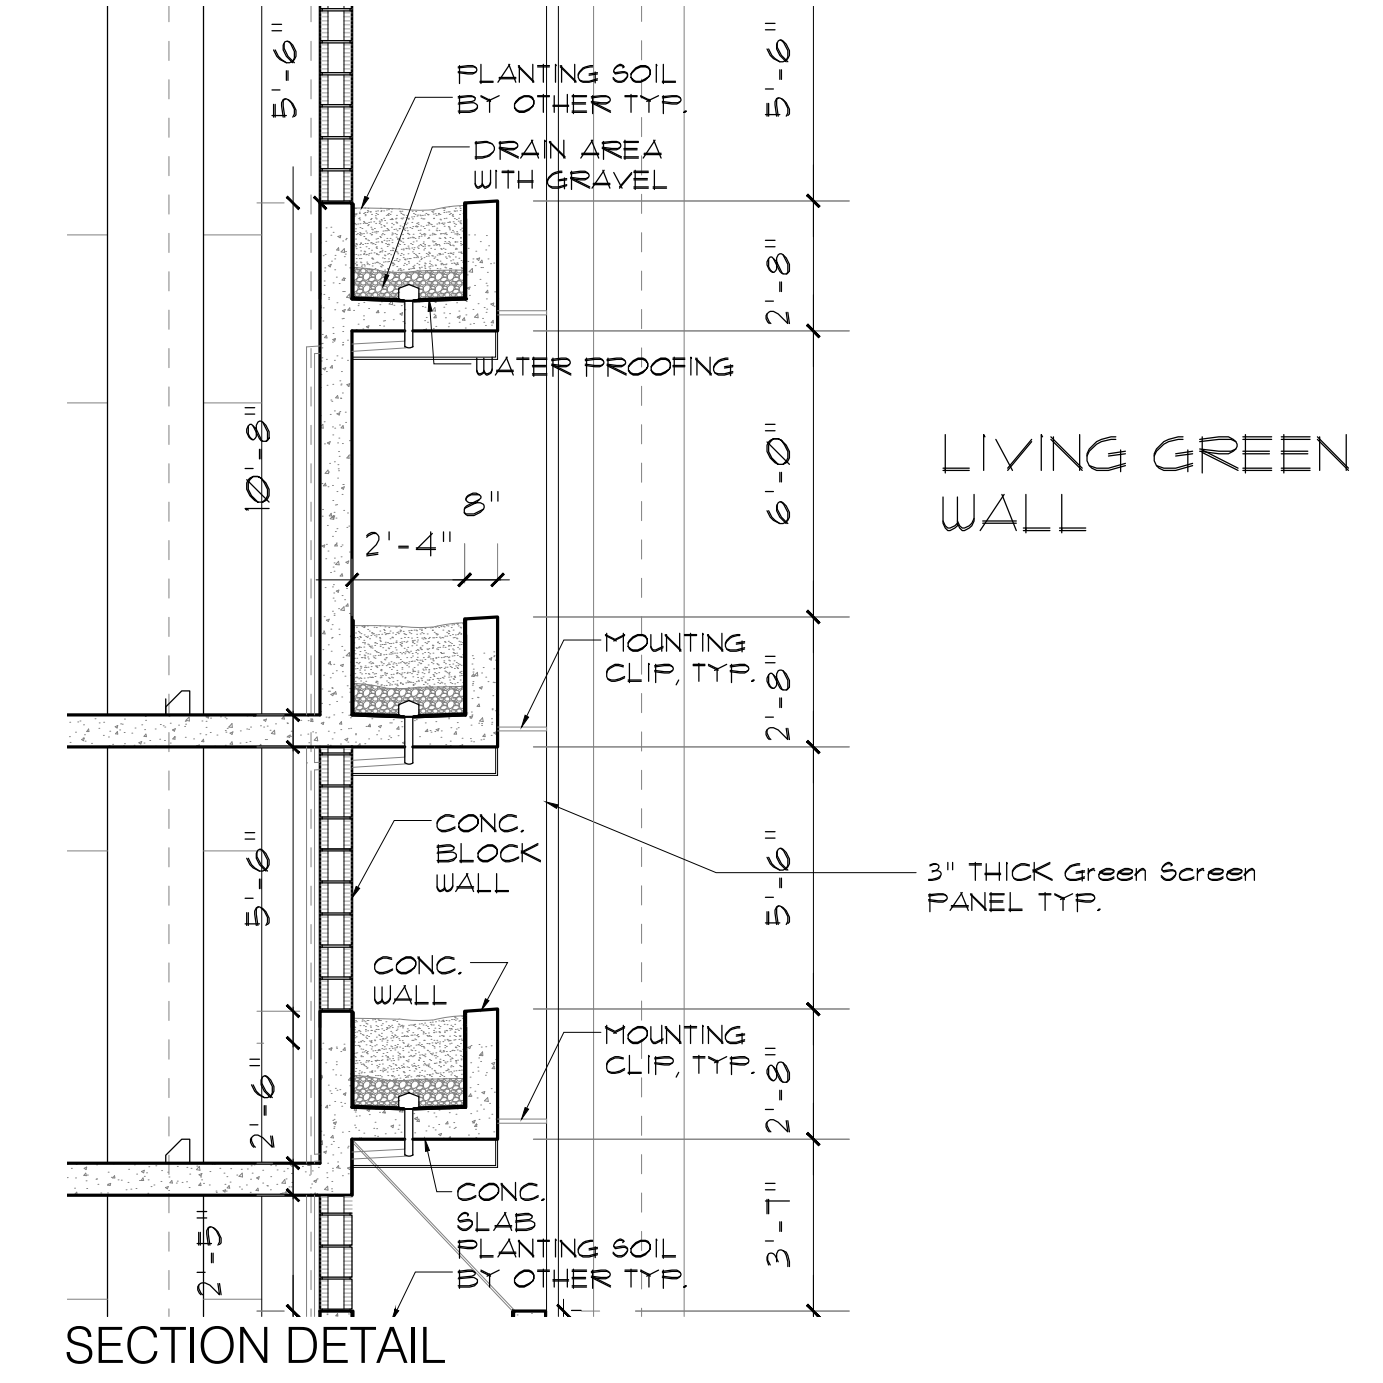 5'-6"
5'-6"
PLANTING SOIL
BY OTHER TYP.
DRAIN AREA
WITH GRAVEL
2'-8"
WATER PROOFING
10'-8"
6'-0"
LIVING GREEN
WALL
8"
2'-4"
MOUNTING
CLIP, TYP.
2'-8"
CONC.
BLOCK
WALL
5'-6"
5'-6"
3" THICK Green Screen
PANEL TYP.
CONC.
WALL
MOUNTING
CLIP, TYP.
2'-8"
2'-6"
CONC.
SLAB
3'-7"
2'-5"
PLANTING SOIL
BY OTHER TYP.
SECTION DETAIL